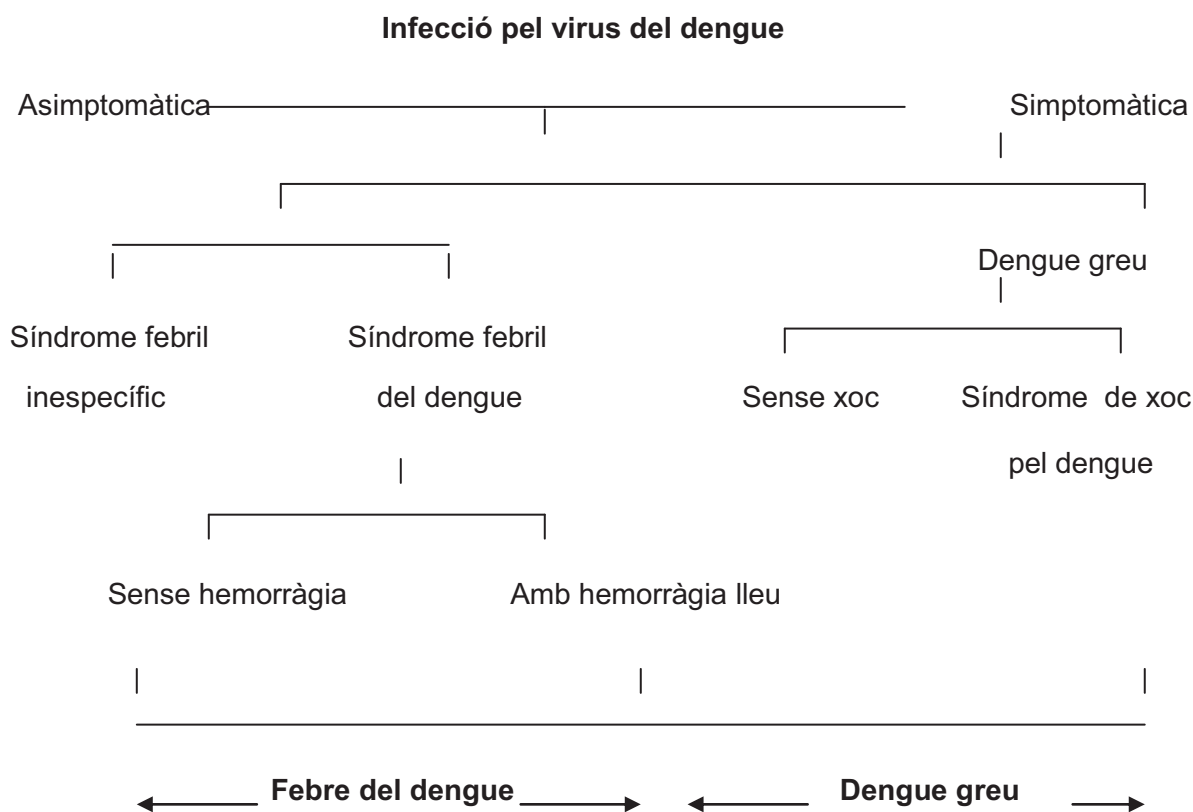 Infecció pel virus del dengue
Asimptomàtica Simptomàtica
Dengue greu
Síndrome febril Síndrome febril
inespecífic del dengue Sense xoc Síndrome de xoc
pel dengue
Sense hemorràgia Amb hemorràgia lleu
Febre del dengue Dengue greu